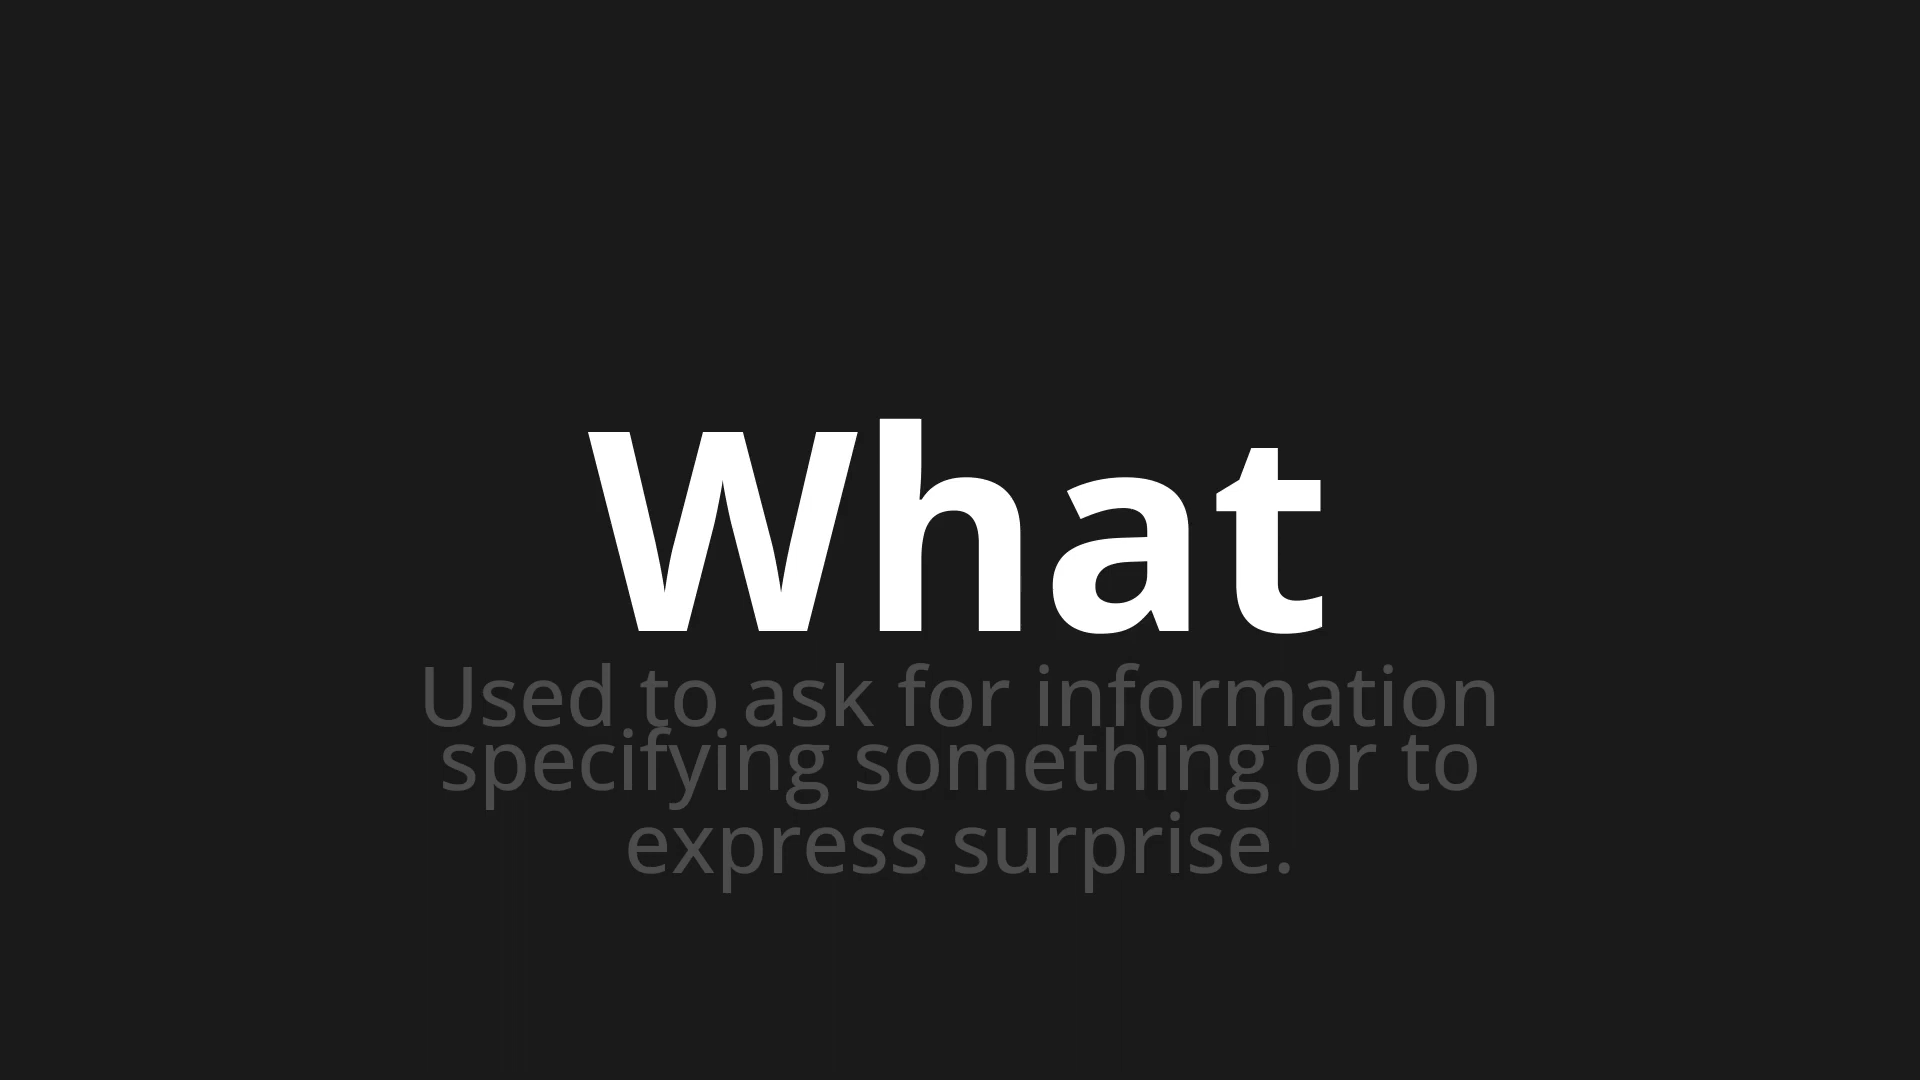 What
Used to ask for information
specifying something or to
express surprise.